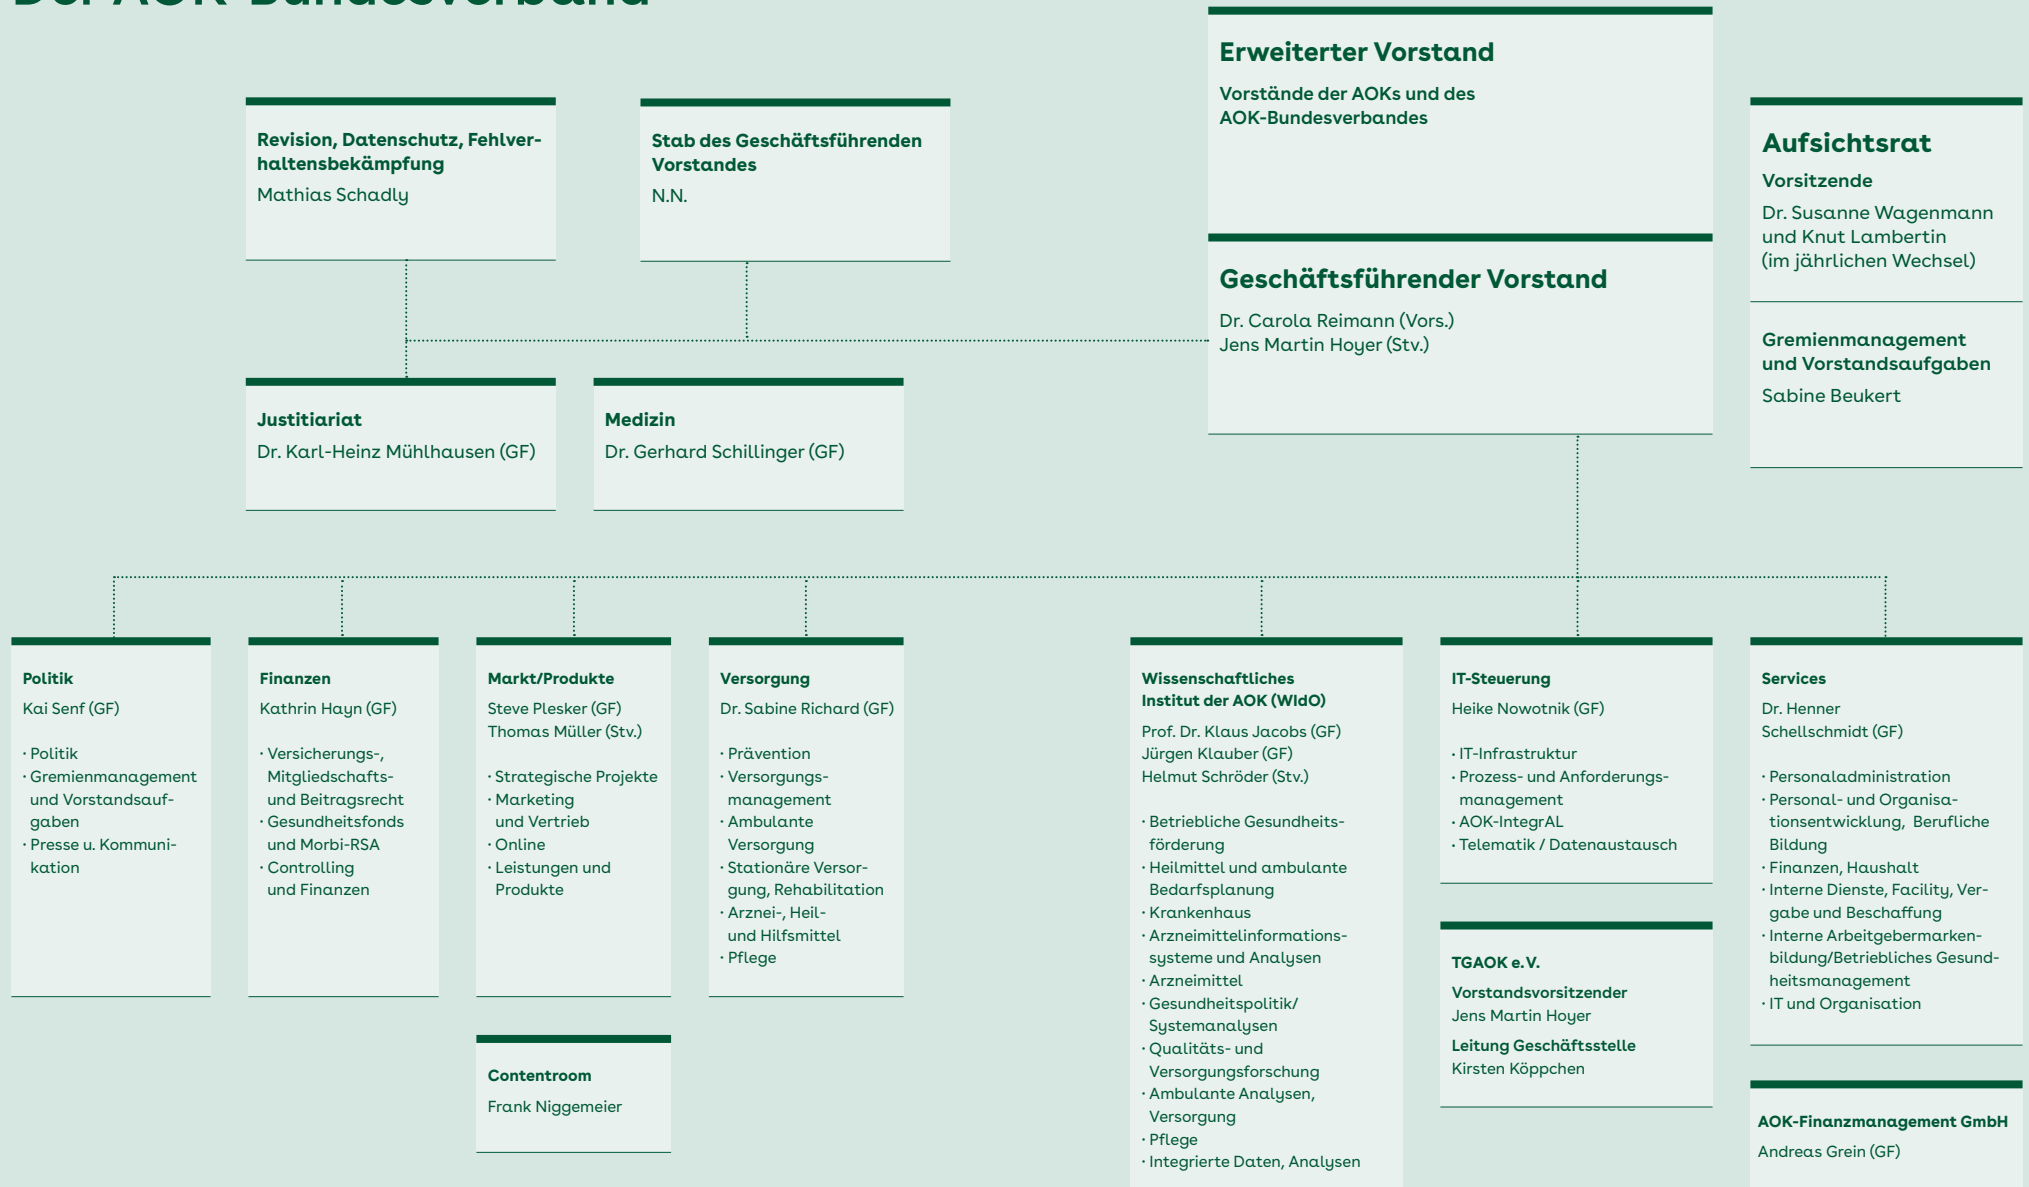 Der AOK-Bundesverband
Erweiterter Vorstand
Vorstände der AOKs und des
AOK-Bundesverbandes
Revision, Datenschutz, Fehlver-
haltensbekämpfung
Mathias Schadly
Stab des Geschäftsführenden
Vorstandes
N.N.
Aufsichtsrat
Vorsitzende
Dr. Susanne Wagenmann
und Knut Lambertin
(im jährlichen Wechsel)
Geschäftsführender Vorstand
Dr. Carola Reimann (Vors.)
Jens Martin Hoyer (Stv.)
Gremienmanagement
und Vorstandsaufgaben
Sabine Beukert
Justitiariat
Dr. Karl-Heinz Mühlhausen (GF)
Medizin
Dr. Gerhard Schillinger (GF)
Politik
Kai Senf (GF)
· Politik
· Gremienmanagement
und Vorstandsauf-
gaben
· Presse u. Kommuni-
kation
Finanzen
Kathrin Hayn (GF)
· Versicherungs-,
Mitgliedschafts-
und Beitragsrecht
· Gesundheitsfonds
und Morbi-RSA
· Controlling
und Finanzen
Markt/Produkte
Steve Plesker (GF)
Thomas Müller (Stv.)
· Strategische Projekte
· Marketing
und Vertrieb
· Online
· Leistungen und
Produkte
Contentroom
Frank Niggemeier
Versorgung
Dr. Sabine Richard (GF)
· Prävention
· Versorgungs-
management
· Ambulante
Versorgung
· Stationäre Versor-
gung, Rehabilitation
· Arznei-, Heil-
und Hilfsmittel
· Pflege
Wissenschaftliches
Institut der AOK (WIdO)
Prof. Dr. Klaus Jacobs (GF)
Jürgen Klauber (GF)
Helmut Schröder (Stv.)
· Betriebliche Gesundheits-
förderung
· Heilmittel und ambulante
Bedarfsplanung
· Krankenhaus
· Arzneimittelinformations-
systeme und Analysen
· Arzneimittel
· Gesundheitspolitik/
Systemanalysen
· Qualitäts- und
Versorgungsforschung
· Ambulante Analysen,
Versorgung
· Pflege
· Integrierte Daten, Analysen
IT-Steuerung
Heike Nowotnik (GF)
· IT-Infrastruktur
· Prozess- und Anforderungs-
management
· AOK-IntegrAL
· Telematik / Datenaustausch
TGAOK e.V.
Vorstandsvorsitzender
Jens Martin Hoyer
Leitung Geschäftsstelle
Kirsten Köppchen
Services
Dr. Henner
Schellschmidt (GF)
· Personaladministration
· Personal- und Organisa-
tionsentwicklung, Berufliche
Bildung
· Finanzen, Haushalt
· Interne Dienste, Facility, Ver-
gabe und Beschaffung
· Interne Arbeitgebermarken-
bildung/Betriebliches Gesund-
heitsmanagement
· IT und Organisation
AOK-Finanzmanagement GmbH
Andreas Grein (GF)